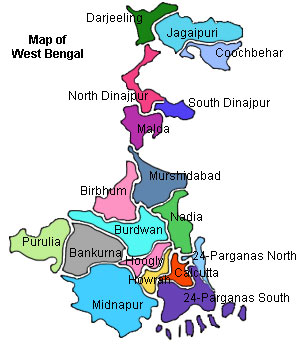 Darjeeling
Map of
West Bengal
Jagaipuri
Coochbehar
North Dinajpur
South Dinajpur
Malda
Murshidabad
Birbhum
Nadia
Burdwan
Purulia
Bankurna
Hoogly
24-Parganas North
Calcutta
Howrah
Midnapur
24-Parganas South